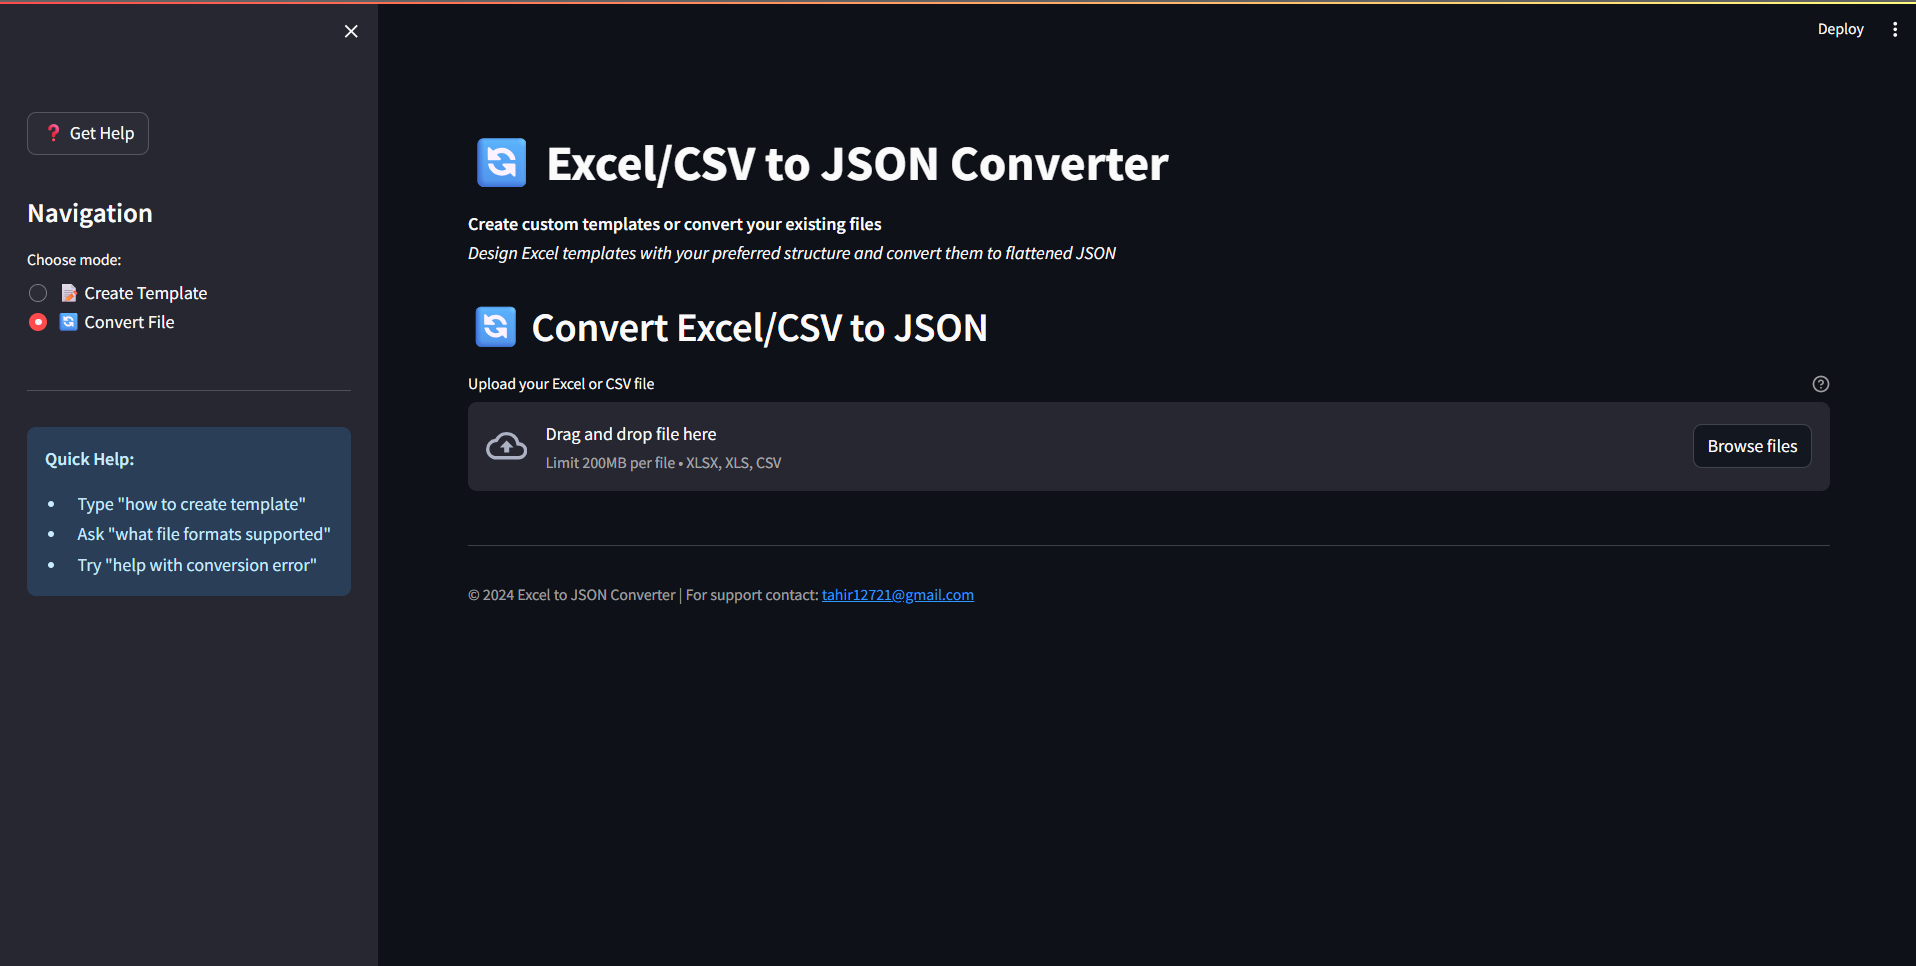 Deploy
❓ Get Help
Navigation
Choose mode:
📝 Create Template
🔄 Convert File
Quick Help:
• Type "how to create template"
• Ask "what file formats supported"
• Try "help with conversion error"
🔄 Excel/CSV to JSON Converter
Create custom templates or convert your existing files
Design Excel templates with your preferred structure and convert them to flattened JSON
🔄 Convert Excel/CSV to JSON
Upload your Excel or CSV file
Drag and drop file here
Limit 200MB per file • XLSX, XLS, CSV
Browse files
© 2024 Excel to JSON Converter | For support contact: tahir12721@gmail.com